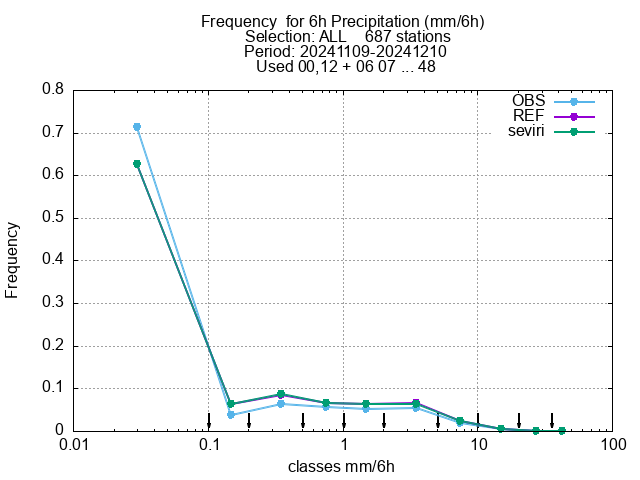 Frequency  for 6h Precipitation (mm/6h)
Selection: ALL    687 stations
Period: 20241109-20241210
Used 00,12 + 06 07 ... 48
0.8
0.7
0.6
0.5
0.4
0.3
0.2
0.1
0
OBS
REF
seviri
Frequency
0.01
0.1
1
10
100
classes mm/6h